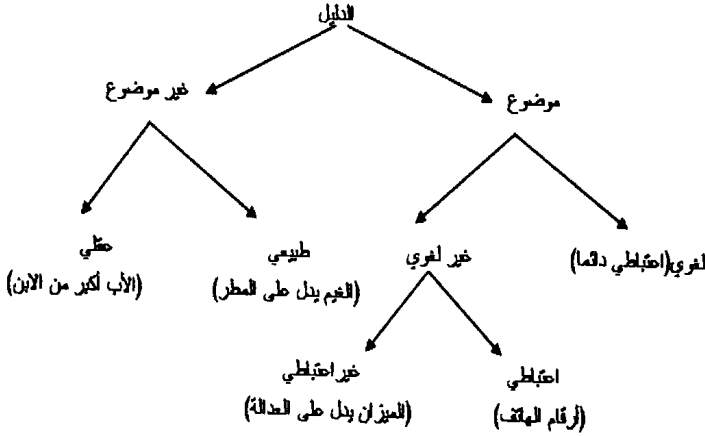 الدليل
موضوع
غير موضوع
لغوي(اعتباطي دائما)
غير لغوي
طبيعي
(الغيم يدل على المطر)
عقلي
(الأب أكبر من الابن)
اعتباطي
(أرقام الهاتف)
غير اعتباطي
(الميزان يدل على العدالة)